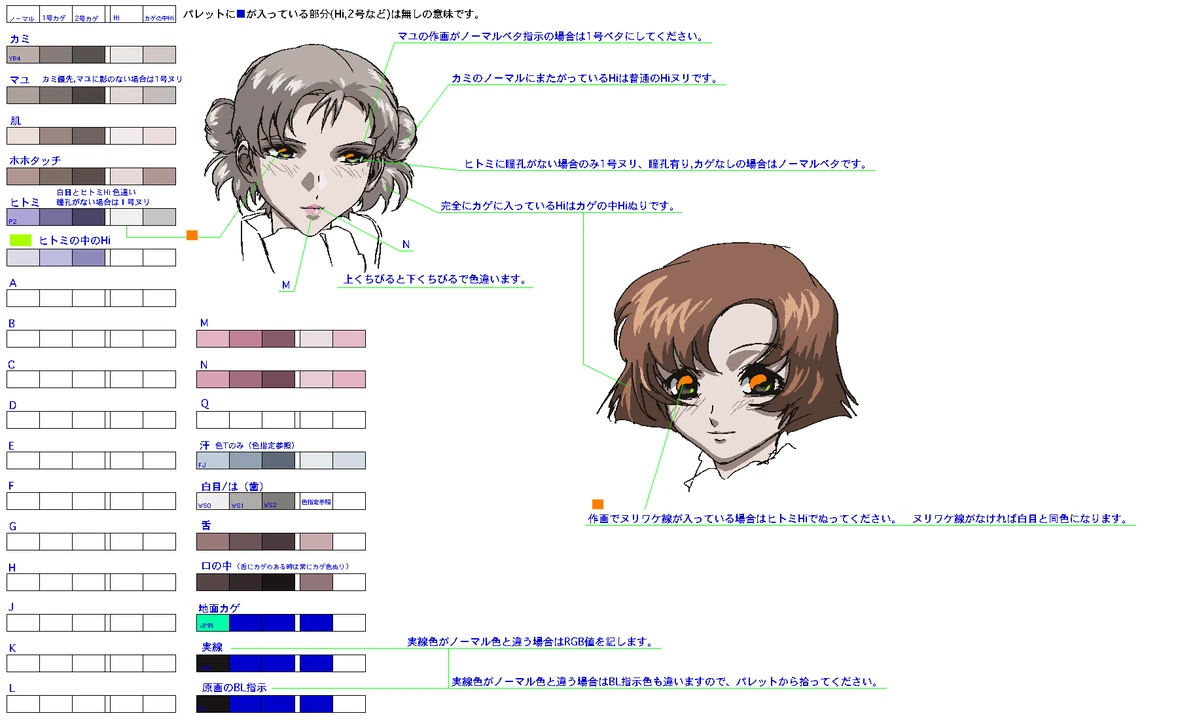 ノーマル 1号カゲ 2号カゲ Hi カゲの中Hi
パレットに■が入っている部分(Hi,2号など)は無しの意味です。
カミ
YR4
マユ カミ優先,マユに影のない場合は1号ヌリ
肌
ホホタッチ
白目とヒトミHi 色違い
ヒトミ 瞳孔がない場合は1号ヌリ
P2
ヒトミの中のHi
A
B
C
D
E
F
G
H
J
K
L
マユの作画がノーマルベタ指示の場合は1号ベタにしてください。
カミのノーマルにまたがっているHiは普通のHiヌリです。
ヒトミに瞳孔がない場合のみ1号ヌリ、瞳孔有り,カゲなしの場合はノーマルベタです。
完全にカゲに入っているHiはカゲの中Hiぬりです。
N
M
上くちびると下くちびるで色違います。
M
N
Q
汗 色Tのみ（色指定参照）
FJ
白目/は（歯）
WS0 WS1 WS2 色指定参照
舌
口の中（舌にカゲのある時は常にカゲ色ぬり）
地面カゲ
JMN
実線
原画のBL指示
作画でヌリワケ線が入っている場合はヒトミHiでぬってください。 ヌリワケ線がなければ白目と同色になります。
実線色がノーマル色と違う場合はRGB値を記します。
実線色がノーマル色と違う場合はBL指示色も違いますので、パレットから拾ってください。